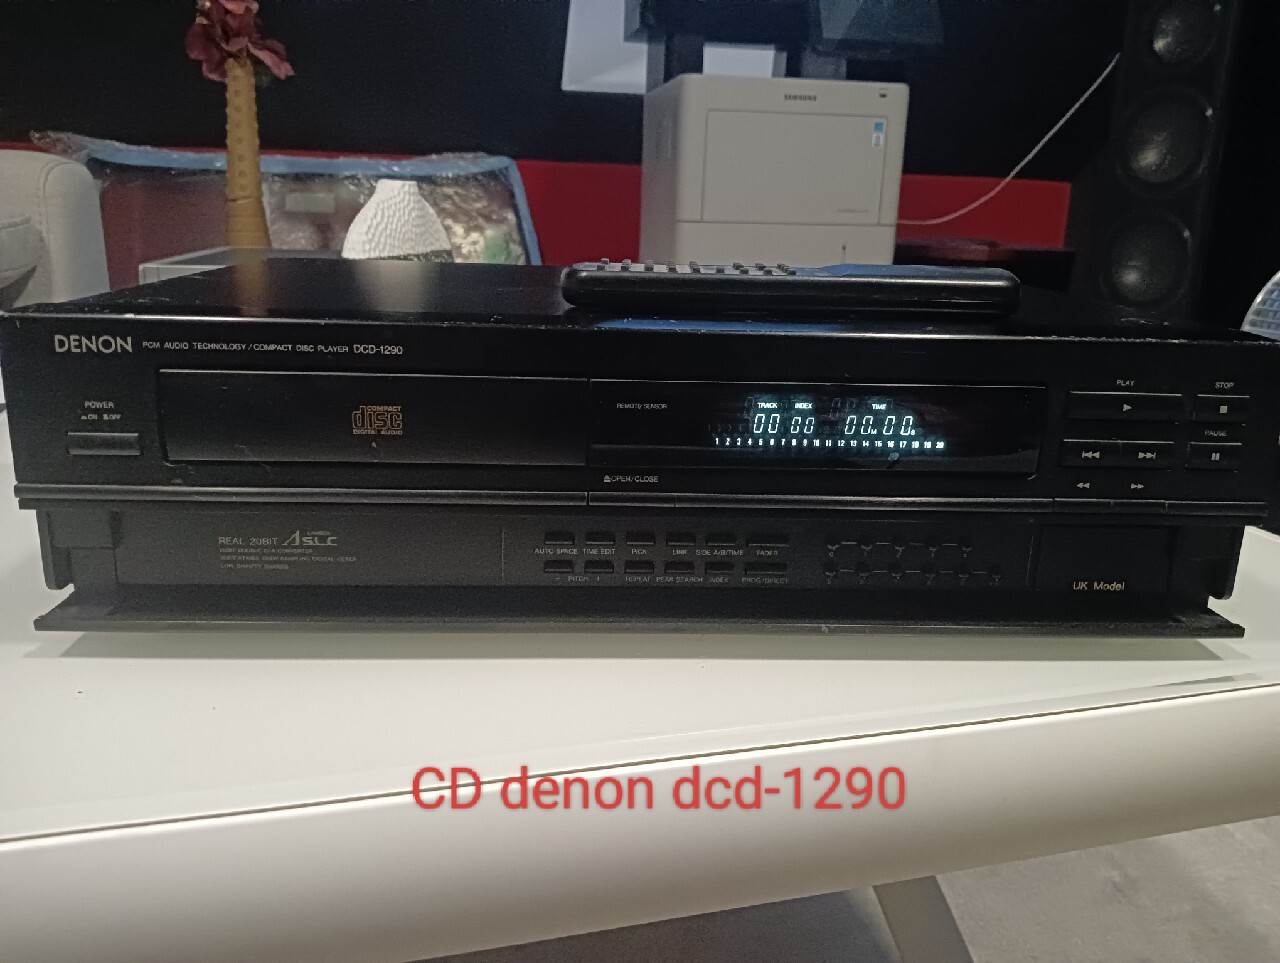 SAMSUNG
DENON PCM AUDIO TECHNOLOGY/COMPACT DISC PLAYER DCD-1290
POWER
ON OFF
COMPACT
disc
DIGITAL AUDIO
REMOTE SENSOR
TRACK INDEX TIME
00 00 00M 00S
1 2 3 4 5 6 7 8 9 10 11 12 13 14 15 16 17 18 19 20
OPEN/CLOSE
PLAY
STOP
PAUSE
REAL 20BIT
AUTO SPACE TIME EDIT PICK LINK SIDE A/B/TIME FADER
- PITCH + REPEAT PEAK SEARCH INDEX PROG/DIRECT
UK Model
CD denon dcd-1290